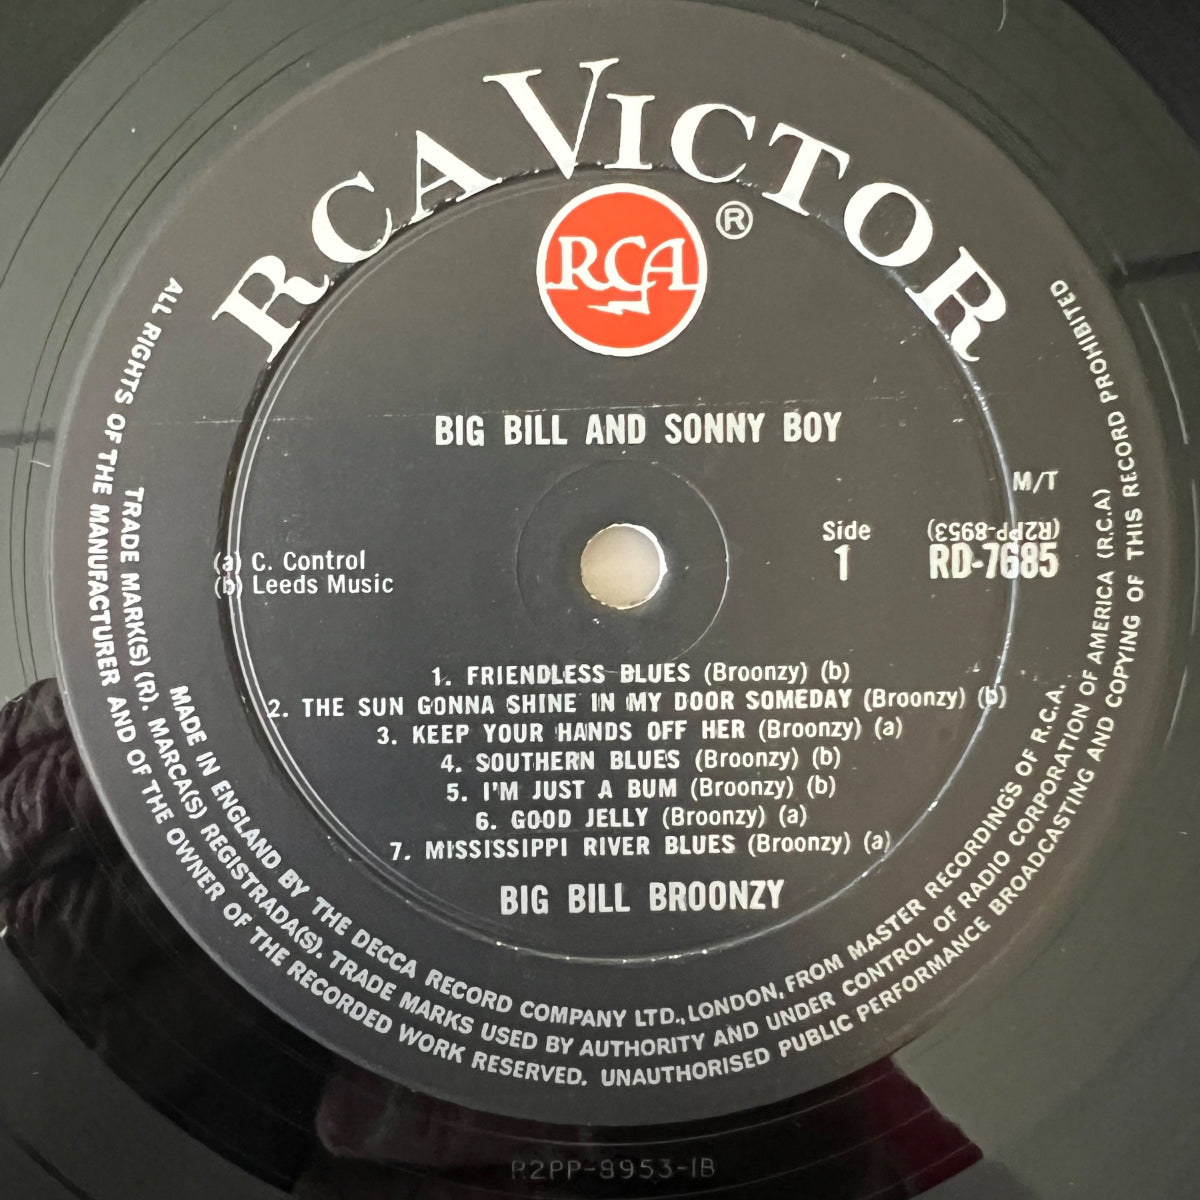 RCA VICTOR
RCA
®
BIG BILL AND SONNY BOY
M/T
Side
1
(R2PP-8953)
RD-7685
(a) C. Control
(b) Leeds Music
1. FRIENDLESS BLUES (Broonzy) (b)
2. THE SUN GONNA SHINE IN MY DOOR SOMEDAY (Broonzy) (b)
3. KEEP YOUR HANDS OFF HER (Broonzy) (a)
4. SOUTHERN BLUES (Broonzy) (b)
5. I'M JUST A BUM (Broonzy) (b)
6. GOOD JELLY (Broonzy) (a)
7. MISSISSIPPI RIVER BLUES (Broonzy) (a)
BIG BILL BROONZY
MADE IN ENGLAND BY THE DECCA RECORD COMPANY LTD., LONDON, FROM MASTER RECORDINGS OF R.C.A.
TRADE MARK(S) (R). MARCA(S) REGISTRADA(S). TRADE MARKS USED BY AUTHORITY AND UNDER CONTROL OF RADIO CORPORATION OF AMERICA (R.C.A)
ALL RIGHTS OF THE MANUFACTURER AND OF THE OWNER OF THE RECORDED WORK RESERVED. UNAUTHORISED PUBLIC PERFORMANCE BROADCASTING AND COPYING OF THIS RECORD PROHIBITED
R2PP-8953-1B